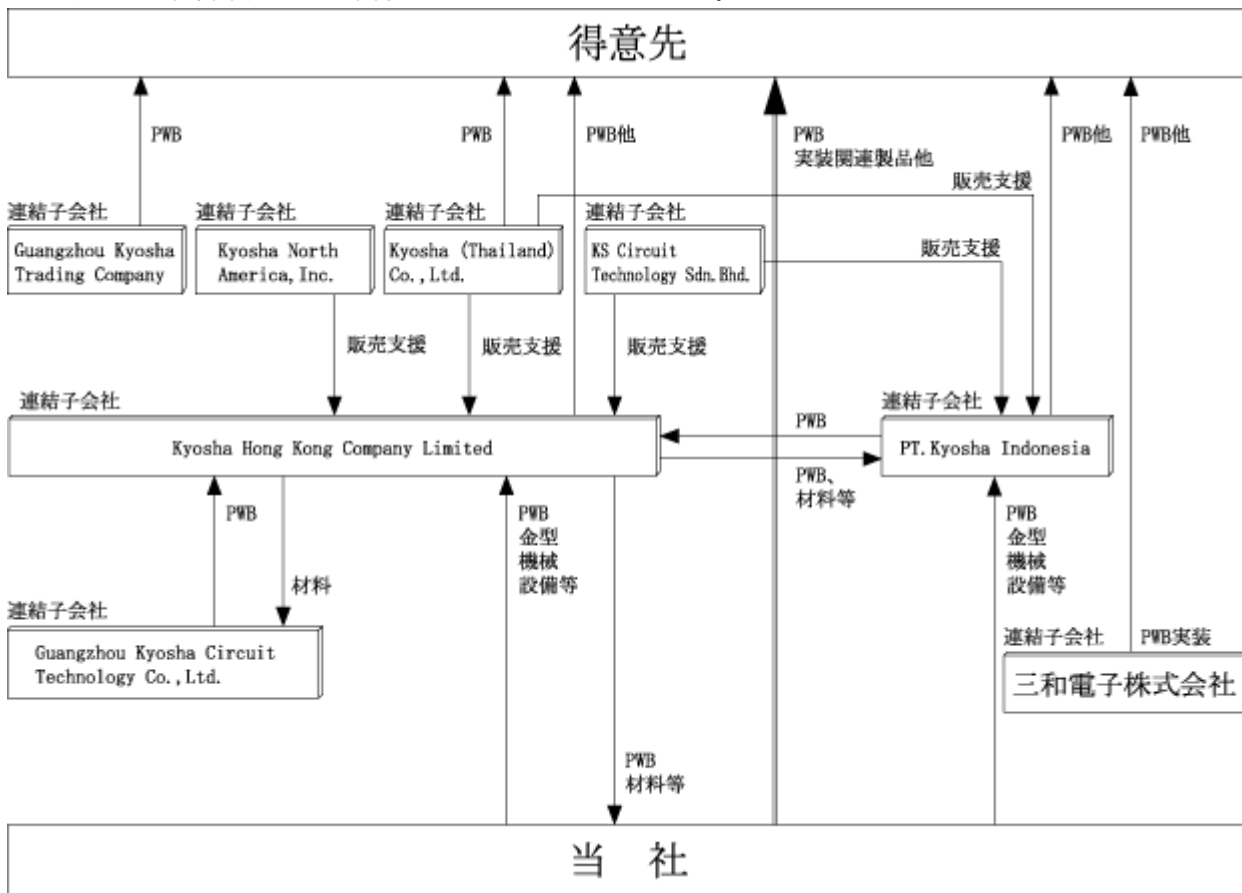 得意先
PWB
PWB
PWB他
PWB
実装関連製品他
PWB他
PWB他
販売支援
連結子会社
連結子会社
連結子会社
連結子会社
Guangzhou Kyosha
Trading Company
Kyosha North
America,Inc.
Kyosha (Thailand)
Co.,Ltd.
KS Circuit
Technology Sdn.Bhd.
販売支援
販売支援
販売支援
販売支援
連結子会社
連結子会社
Kyosha Hong Kong Company Limited
PWB
PT.Kyosha Indonesia
PWB、
材料等
PWB
材料
PWB
金型
機械
設備等
PWB
金型
機械
設備等
連結子会社
Guangzhou Kyosha Circuit
Technology Co.,Ltd.
連結子会社
PWB実装
三和電子株式会社
PWB
材料等
当 社